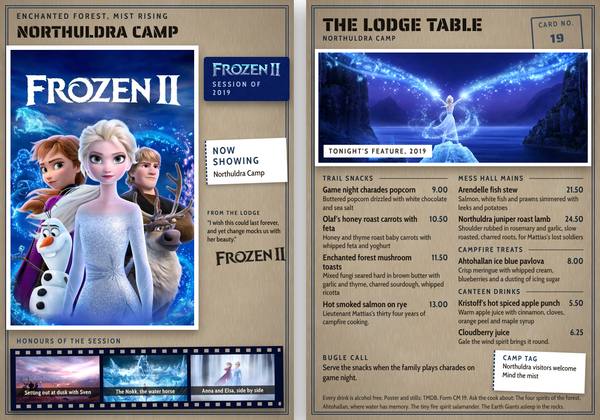 ENCHANTED FOREST, MIST RISING
NORTHULDRA CAMP
FROZEN II
FROZEN II
SESSION OF
2019
NOW
SHOWING
Northuldra Camp
FROM THE LODGE
"I wish this could last forever,
and yet change mocks us with
her beauty."
FROZEN II
HONOURS OF THE SESSION
Setting out at dusk with Sven
The Nokk, the water horse
Anna and Elsa, side by side
THE LODGE TABLE
NORTHULDRA CAMP
CARD NO.
19
TONIGHT'S FEATURE, 2019
TRAIL SNACKS
Game night charades popcorn 9.00
Buttered popcorn drizzled with white chocolate
and sea salt
Olaf's honey roast carrots with 10.50
feta
Honey and thyme roast baby carrots with
whipped feta and yoghurt
Enchanted forest mushroom 11.50
toasts
Mixed fungi seared hard in brown butter with
garlic and thyme, charred sourdough, whipped
ricotta
Hot smoked salmon on rye 13.00
Lieutenant Mattias's thirty four years of
campfire cooking.
MESS HALL MAINS
Arendelle fish stew 21.50
Salmon, white fish and prawns simmered with
leeks and potatoes
Northuldra juniper roast lamb 24.50
Shoulder rubbed in rosemary and garlic, slow
roasted, charred roots, for Mattias's lost soldiers
CAMPFIRE TREATS
Ahtohallan ice blue pavlova 8.00
Crisp meringue with whipped cream,
blueberries and a dusting of icing sugar
CANTEEN DRINKS
Kristoff's hot spiced apple punch 5.50
Warm apple juice with cinnamon, cloves,
orange peel and maple syrup
Cloudberry juice 6.25
Gale the wind spirit brings it round.
BUGLE CALL
Serve the snacks when the family plays charades on
game night.
CAMP TAG
Northuldra visitors welcome
Mind the mist
Every drink is alcohol free. Poster and stills: TMDB. Form CM 19. Ask the cook about: The four spirits of the forest.
Ahtohallan, where water has memory. The tiny fire spirit salamander. The Earth Giants asleep in the rocks.